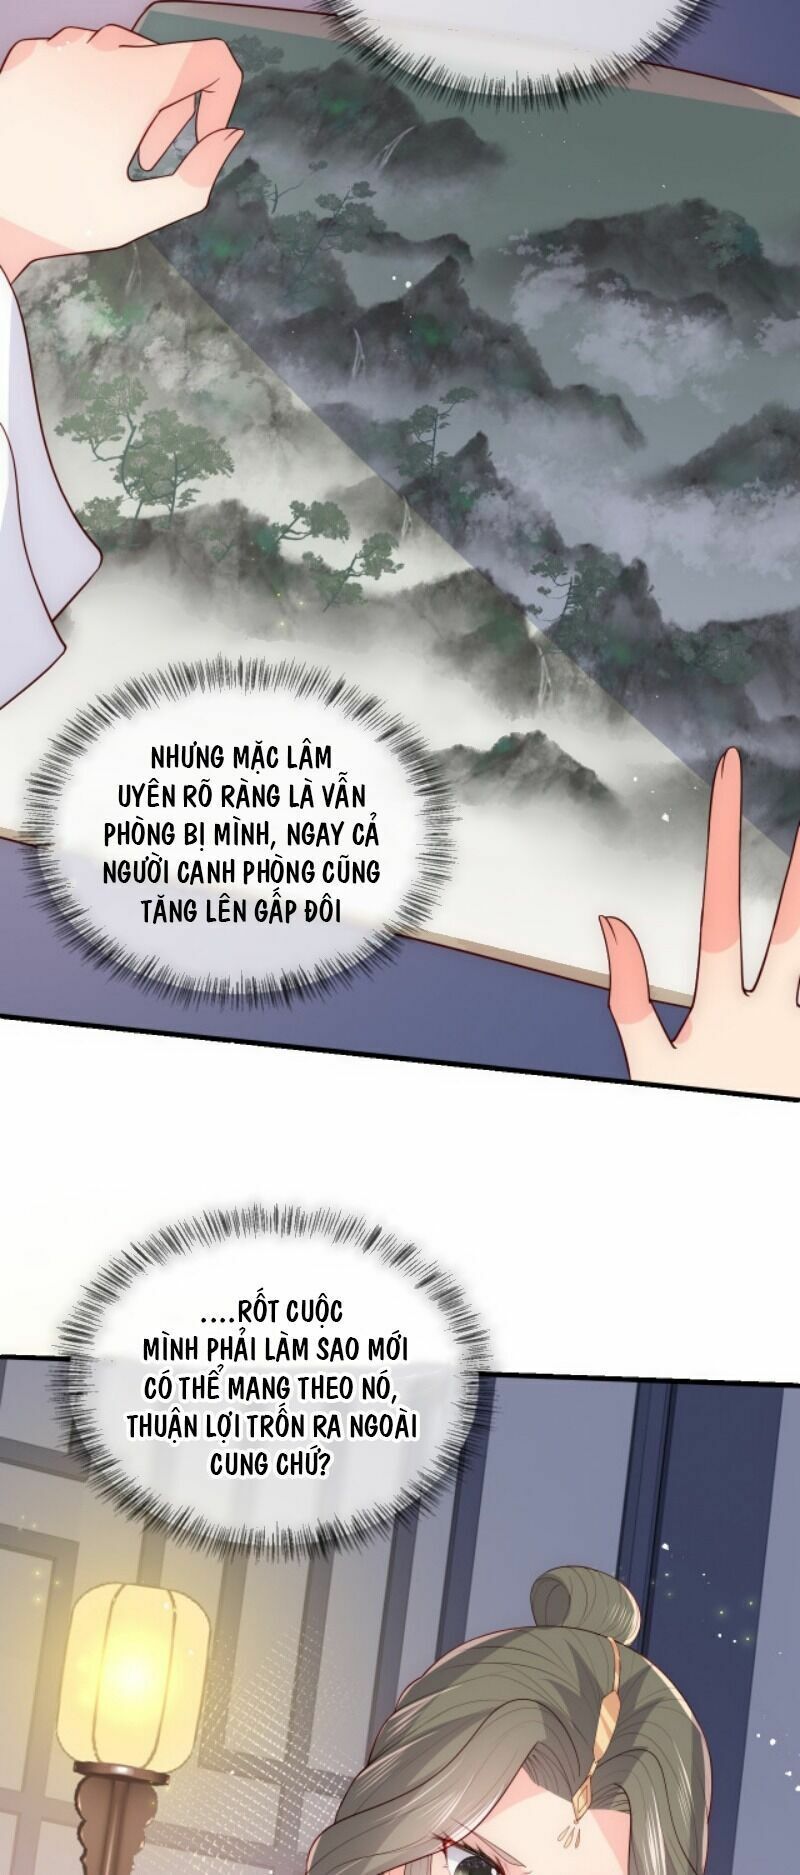 NHƯNG MẶC LÂM
UYÊN RÕ RÀNG LÀ VẪN
PHÒNG BỊ MÌNH, NGAY CẢ
NGƯỜI CANH PHÒNG CŨNG
TĂNG LÊN GẤP ĐÔI
....RỐT CUỘC
MÌNH PHẢI LÀM SAO MỚI
CÓ THỂ MANG THEO NÓ,
THUẬN LỢI TRỐN RA NGOÀI
CUNG CHỨ?